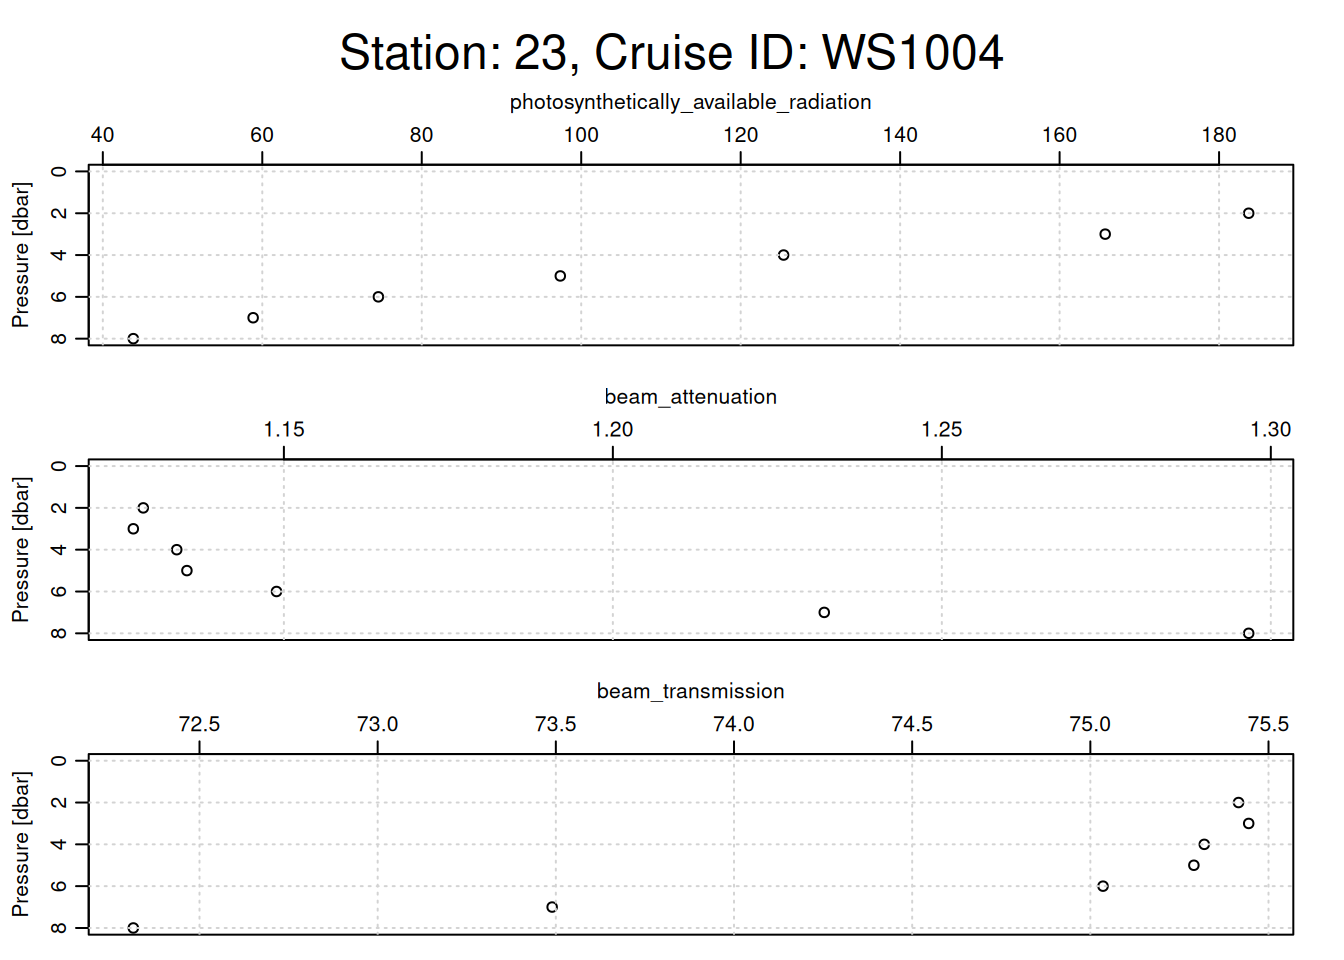 Station: 23, Cruise ID: WS1004
photosynthetically_available_radiation
40 60 80 100 120 140 160 180
Pressure [dbar]
0
2
4
6
8
beam_attenuation
1.15 1.20 1.25 1.30
Pressure [dbar]
0
2
4
6
8
beam_transmission
72.5 73.0 73.5 74.0 74.5 75.0 75.5
Pressure [dbar]
0
2
4
6
8